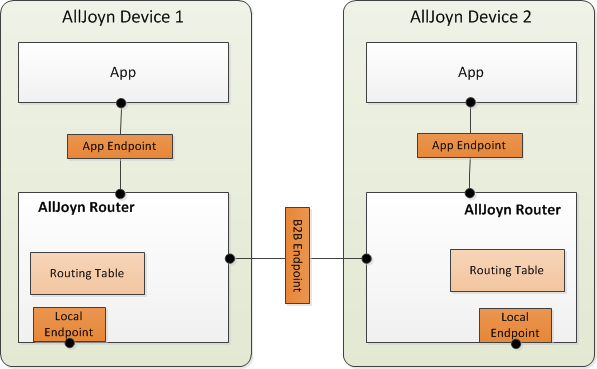 AllJoyn Device 1
App
App Endpoint
AllJoyn Router
Routing Table
Local
Endpoint
B2B Endpoint
AllJoyn Device 2
App
App Endpoint
AllJoyn Router
Routing Table
Local
Endpoint